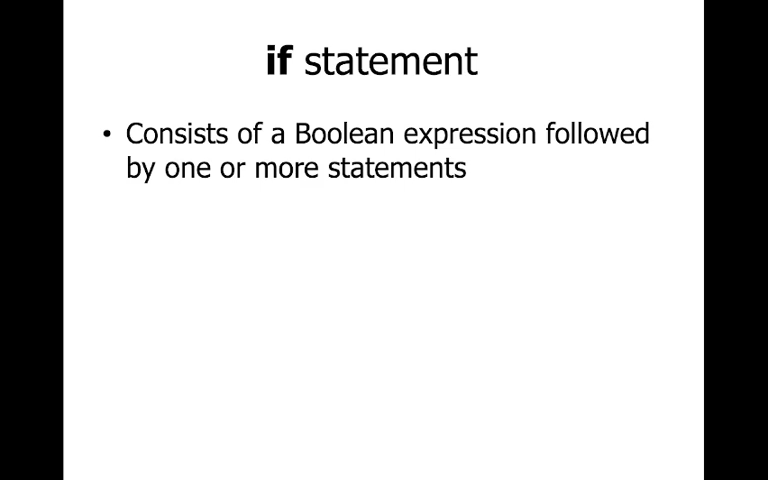 if statement
• Consists of a Boolean expression followed
by one or more statements